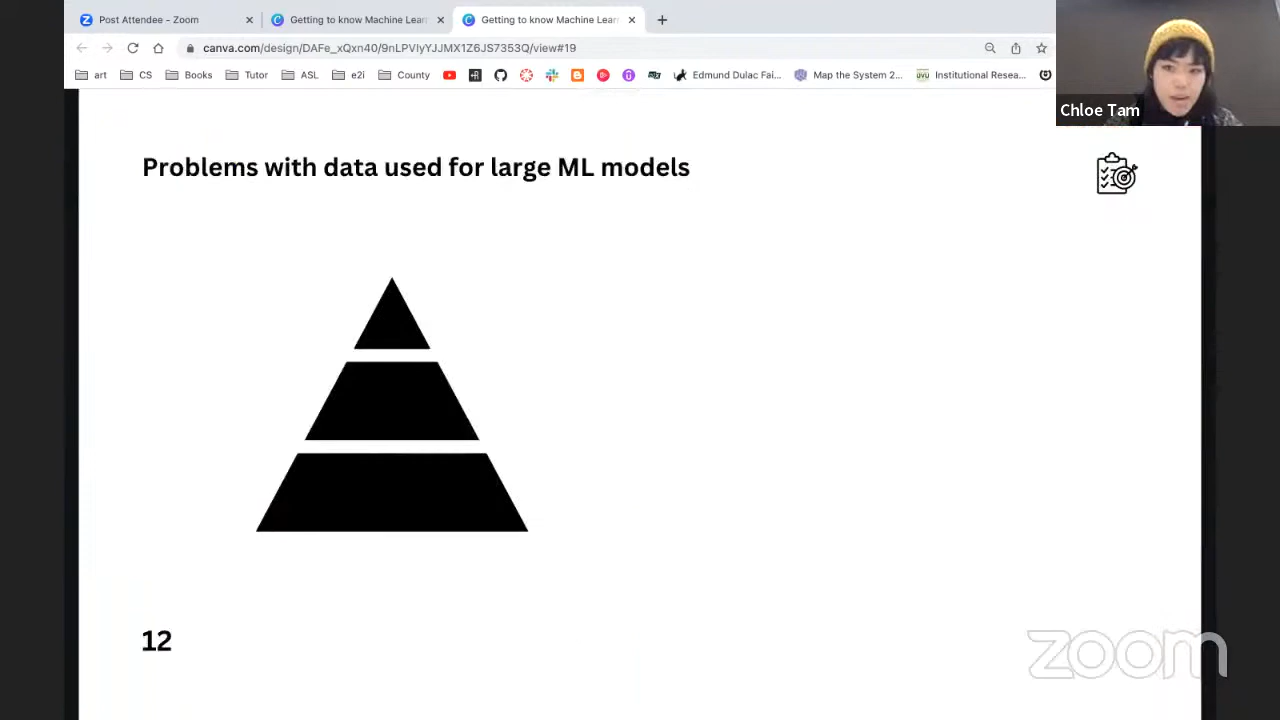 Post Attendee - Zoom
Getting to know Machine Lear
Getting to know Machine Lear
canva.com/design/DAFe_xQxn40/9nLPVIyYJJMX1Z6JS7353Q/view#19
art CS Books Tutor ASL e2i County Edmund Dulac Fai... Map the System 2... UVU Institutional Resea...
Chloe Tam
Problems with data used for large ML models
12
zoom